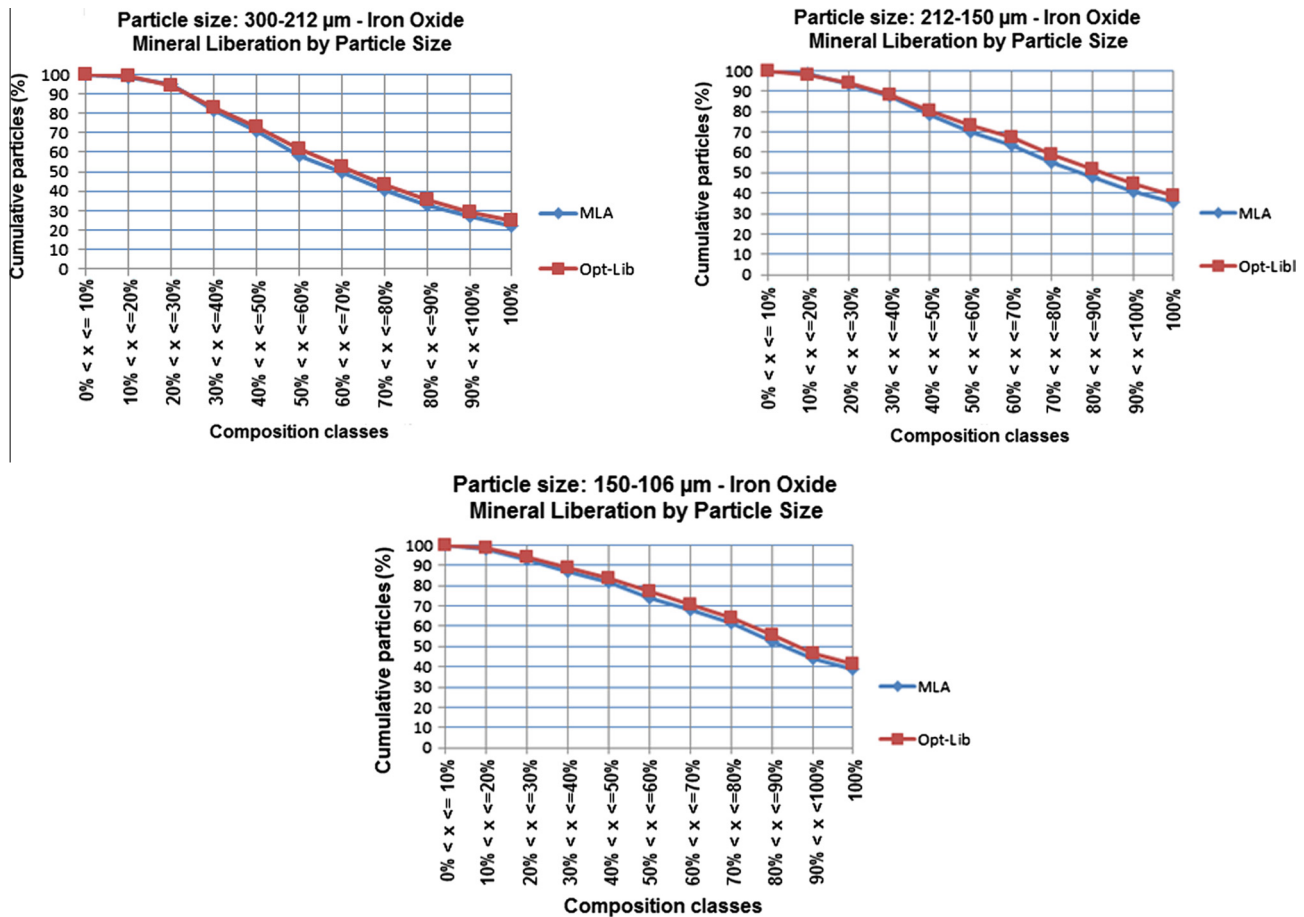 Particle size: 300-212 µm - Iron Oxide
Mineral Liberation by Particle Size
Cumulative particles (%)
100
90
80
70
60
50
40
30
20
10
0
0% < x <= 10%
10% < x <=20%
20% < x <=30%
30% < x <=40%
40% < x <=50%
50% < x <=60%
60% < x <=70%
70% < x <=80%
80% < x <=90%
90% < x <100%
100%
Composition classes
MLA
Opt-Lib
Particle size: 212-150 µm - Iron Oxide
Mineral Liberation by Particle Size
Cumulative particles (%)
100
90
80
70
60
50
40
30
20
10
0
0% < x <= 10%
10% < x <=20%
20% < x <=30%
30% < x <=40%
40% < x <=50%
50% < x <=60%
60% < x <=70%
70% < x <=80%
80% < x <=90%
90% < x <100%
100%
Composition classes
MLA
Opt-Libl
Particle size: 150-106 µm - Iron Oxide
Mineral Liberation by Particle Size
Cumulative particles (%)
100
90
80
70
60
50
40
30
20
10
0
0% < x <= 10%
10% < x <=20%
20% < x <=30%
30% < x <=40%
40% < x <=50%
50% < x <=60%
60% < x <=70%
70% < x <=80%
80% < x <=90%
90% < x <100%
100%
Composition classes
MLA
Opt-Lib